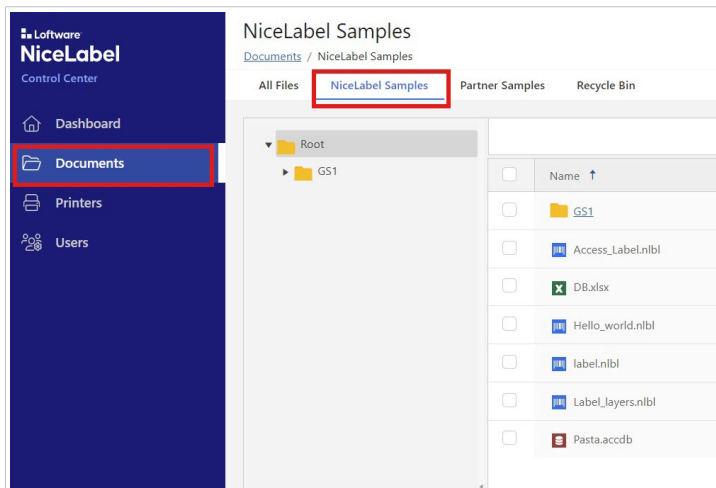 Loftware
NiceLabel
Control Center
Dashboard
Documents
Printers
Users
NiceLabel Samples
Documents / NiceLabel Samples
All Files NiceLabel Samples Partner Samples Recycle Bin
Root
GS1
Name ↑
GS1
Access_Label.nlbl
DB.xlsx
Hello_world.nlbl
label.nlbl
Label_layers.nlbl
Pasta.accdb